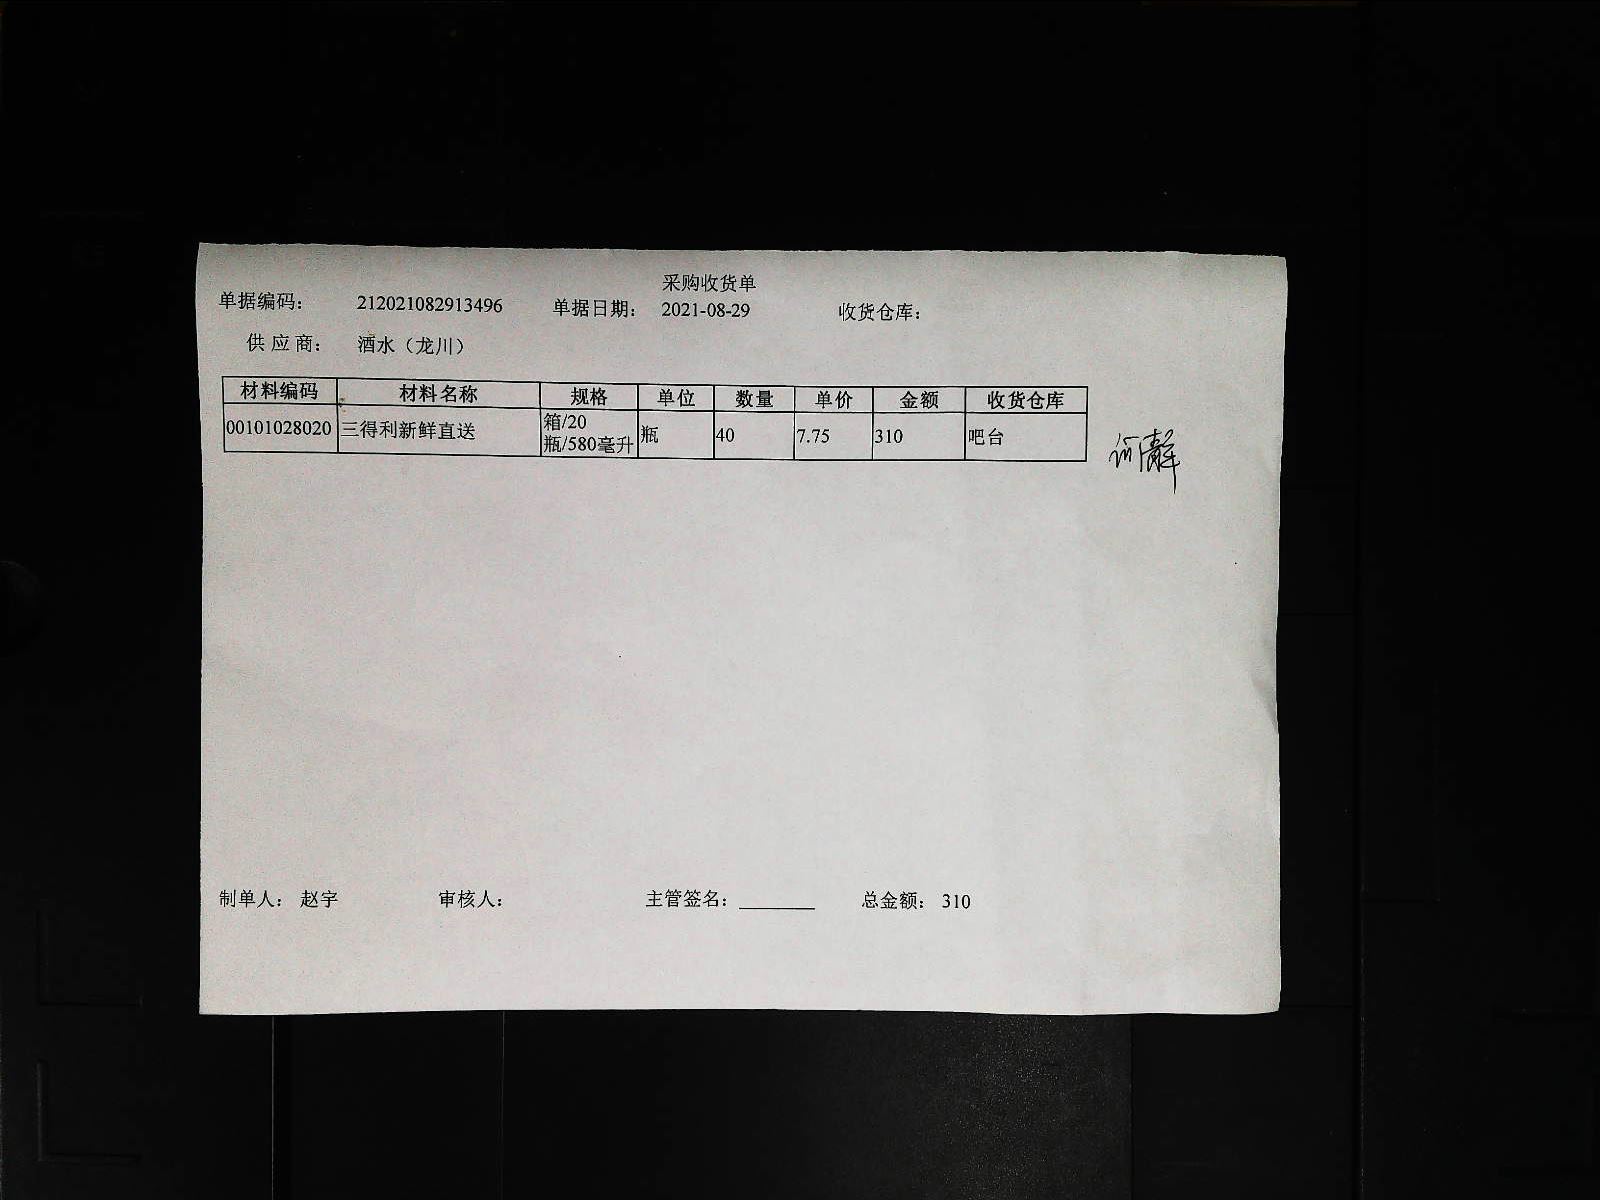 采购收货单
单据编码： 212021082913496 单据日期： 2021-08-29 收货仓库：
供应商： 酒水（龙川）
材料编码 材料名称 规格 单位 数量 单价 金额 收货仓库
00101028020 三得利新鲜直送 箱/20瓶/580毫升 瓶 40 7.75 310 吧台
制单人： 赵宇 审核人： 主管签名：________ 总金额： 310